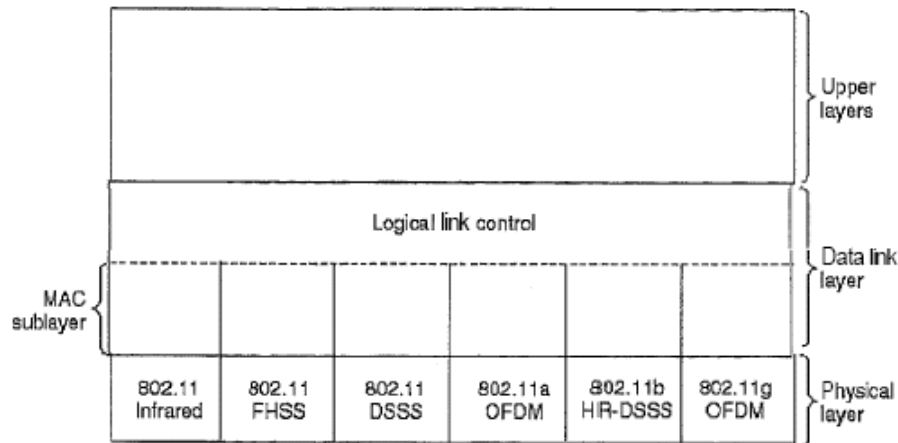 Upper
layers
Logical link control
Data link
layer
MAC
sublayer
802.11
Infrared
802.11
FHSS
802.11
DSSS
802.11a
OFDM
802.11b
HR-DSSS
802.11g
OFDM
Physical
layer